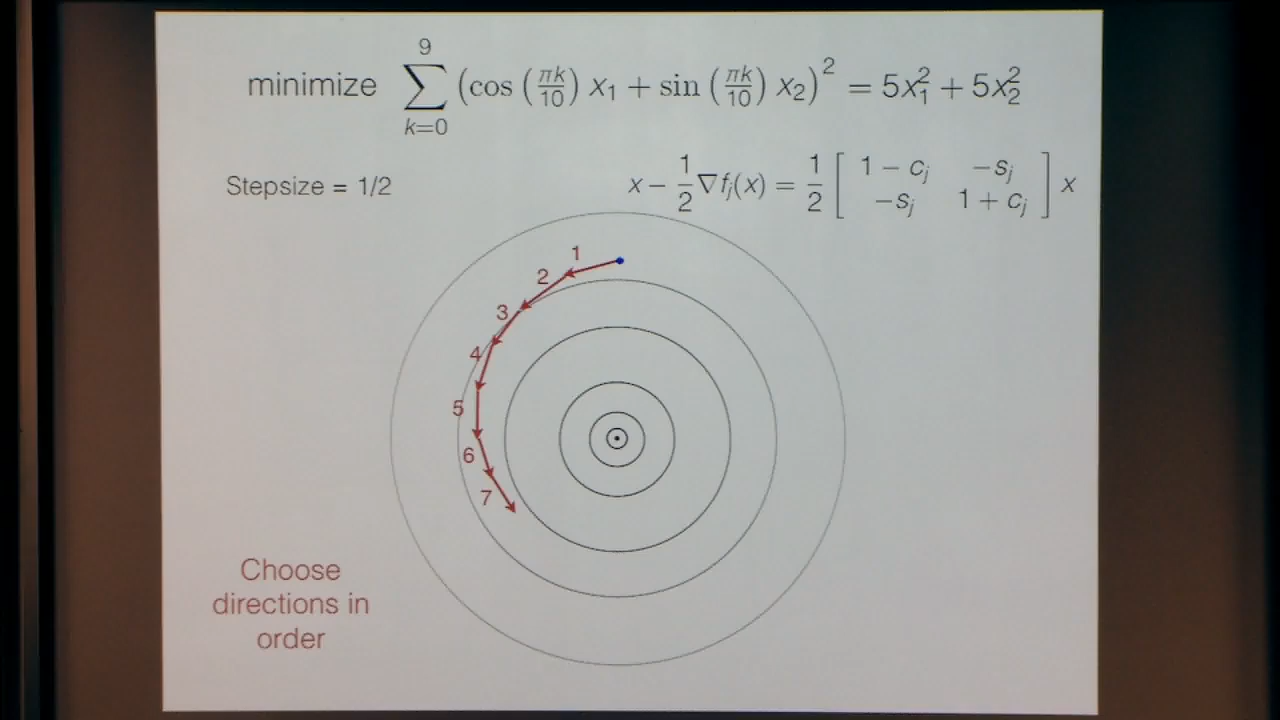 minimize \sum_{k=0}^{9} \left( \cos\left(\frac{\pi k}{10}\right) x_1 + \sin\left(\frac{\pi k}{10}\right) x_2 \right)^2 = 5x_1^2 + 5x_2^2
Stepsize = 1/2
x - \frac{1}{2} \nabla f_j(x) = \frac{1}{2} \begin{bmatrix} 1 - c_j & -s_j \\ -s_j & 1 + c_j \end{bmatrix} x
1
2
3
4
5
6
7
Choose
directions in
order